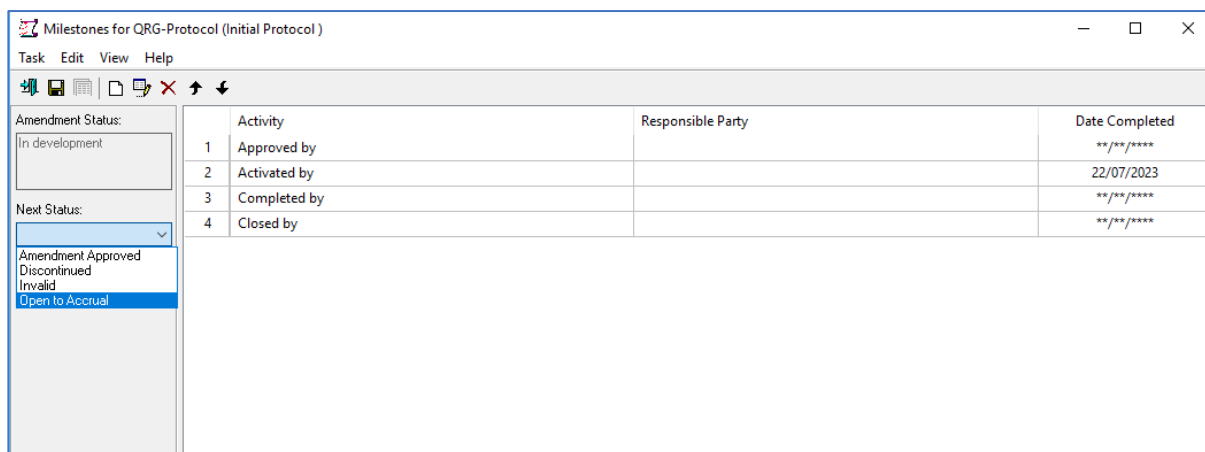 Milestones for QRG-Protocol (Initial Protocol )
Task Edit View Help
Amendment Status:
In development
Next Status:
Amendment Approved
Discontinued
Invalid
Open to Accrual
Activity Responsible Party Date Completed
1 Approved by **/**/****
2 Activated by 22/07/2023
3 Completed by **/**/****
4 Closed by **/**/****